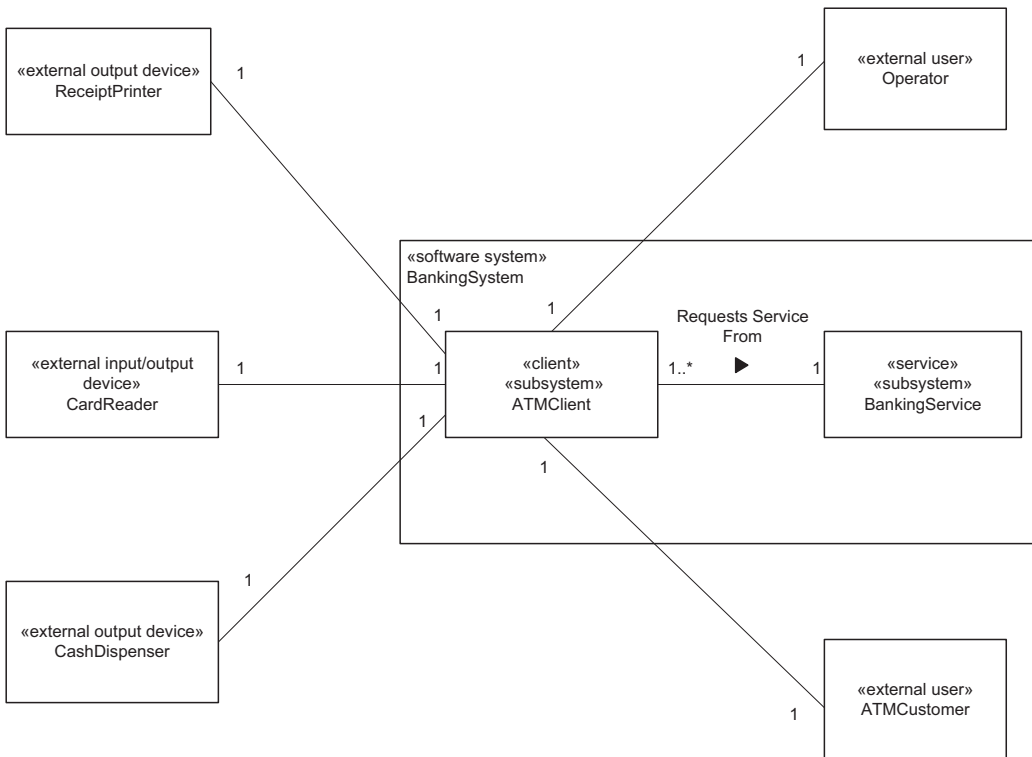 «external output device»
ReceiptPrinter
1
1
«external user»
Operator
1
1
«software system»
BankingSystem
Requests Service
From
«external input/output
device»
CardReader
1
1
«client»
«subsystem»
ATMClient
1..*
1
«service»
«subsystem»
BankingService
1
1
«external output device»
CashDispenser
1
1
«external user»
ATMCustomer